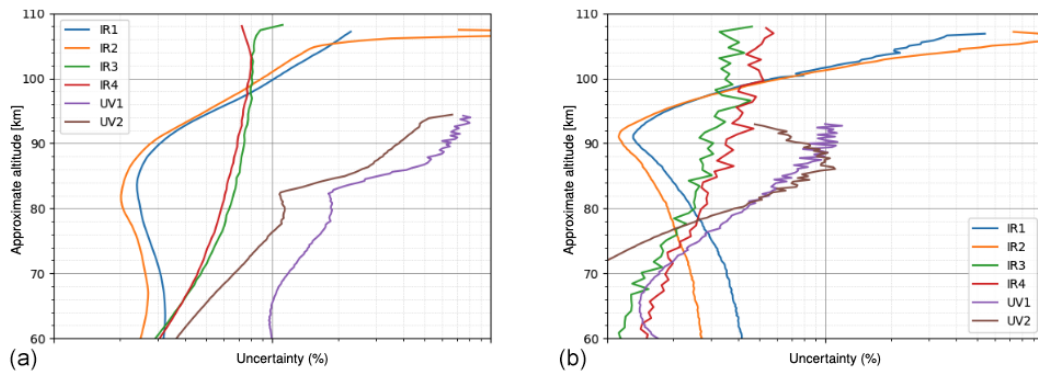 110
100
90
80
70
60
Approximate altitude [km]
IR1
IR2
IR3
IR4
UV1
UV2
Uncertainty (%)
(a)
110
100
90
80
70
60
Approximate altitude [km]
IR1
IR2
IR3
IR4
UV1
UV2
Uncertainty (%)
(b)